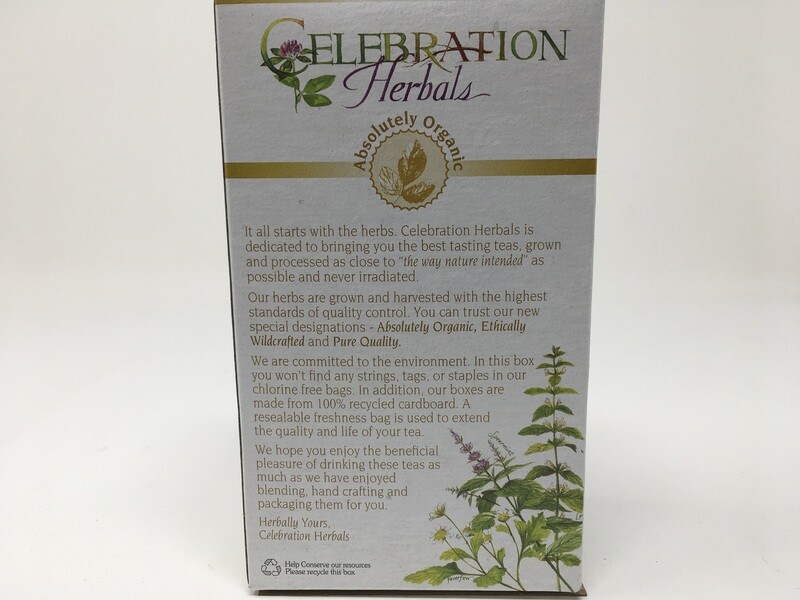 CELEBRATION
Herbals
Absolutely Organic
It all starts with the herbs. Celebration Herbals is
dedicated to bringing you the best tasting teas, grown
and processed as close to "the way nature intended" as
possible and never irradiated.
Our herbs are grown and harvested with the highest
standards of quality control. You can trust our new
special designations - Absolutely Organic, Ethically
Wildcrafted and Pure Quality.
We are committed to the environment. In this box
you won't find any strings, tags, or staples in our
chlorine free bags. In addition, our boxes are
made from 100% recycled cardboard. A
resealable freshness bag is used to extend
the quality and life of your tea.
We hope you enjoy the beneficial
pleasure of drinking these teas as
much as we have enjoyed
blending, hand crafting and
packaging them for you.
Herbally Yours,
Celebration Herbals
Spearmint
Feverfew
Help Conserve our resources
Please recycle this box